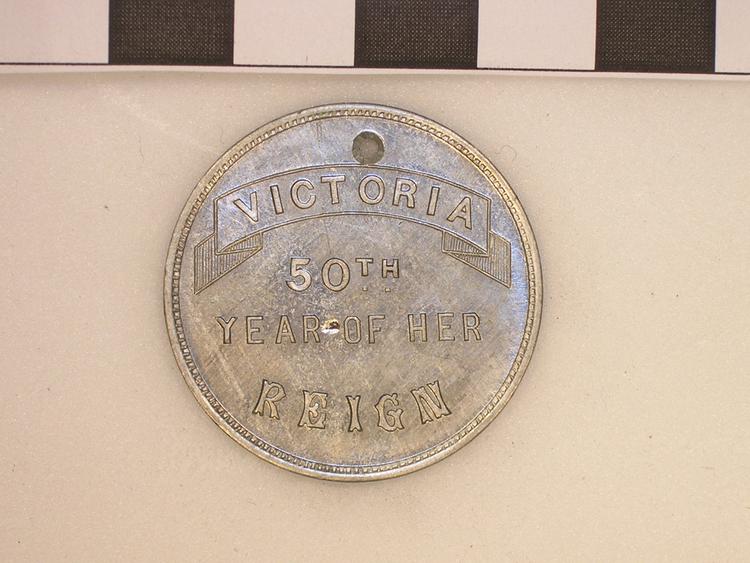 VICTORIA
50TH
YEAR OF HER
REIGN